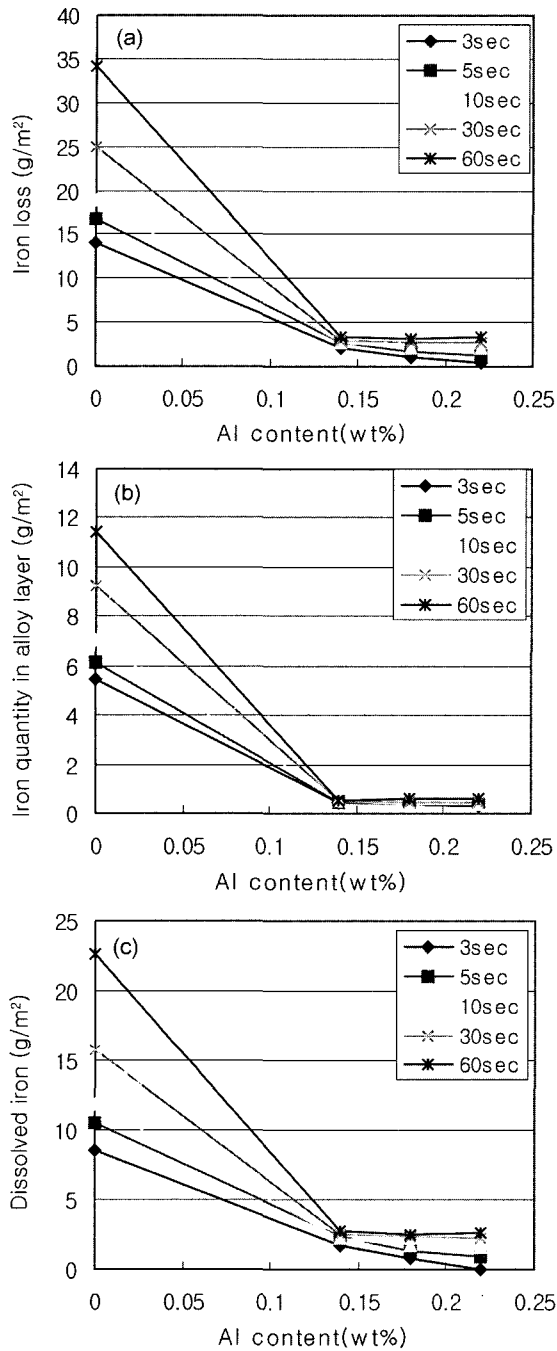 (a)
40
35
30
25
20
15
10
5
0
Iron loss (g/m²)
3sec
5sec
10sec
30sec
60sec
0 0.05 0.1 0.15 0.2 0.25
Al content(wt%)
(b)
14
12
10
8
6
4
2
0
Iron quantity in alloy layer (g/m²)
3sec
5sec
10sec
30sec
60sec
0 0.05 0.1 0.15 0.2 0.25
Al content(wt%)
(c)
25
20
15
10
5
0
Dissolved iron (g/m²)
3sec
5sec
10sec
30sec
60sec
0 0.05 0.1 0.15 0.2 0.25
Al content(wt%)